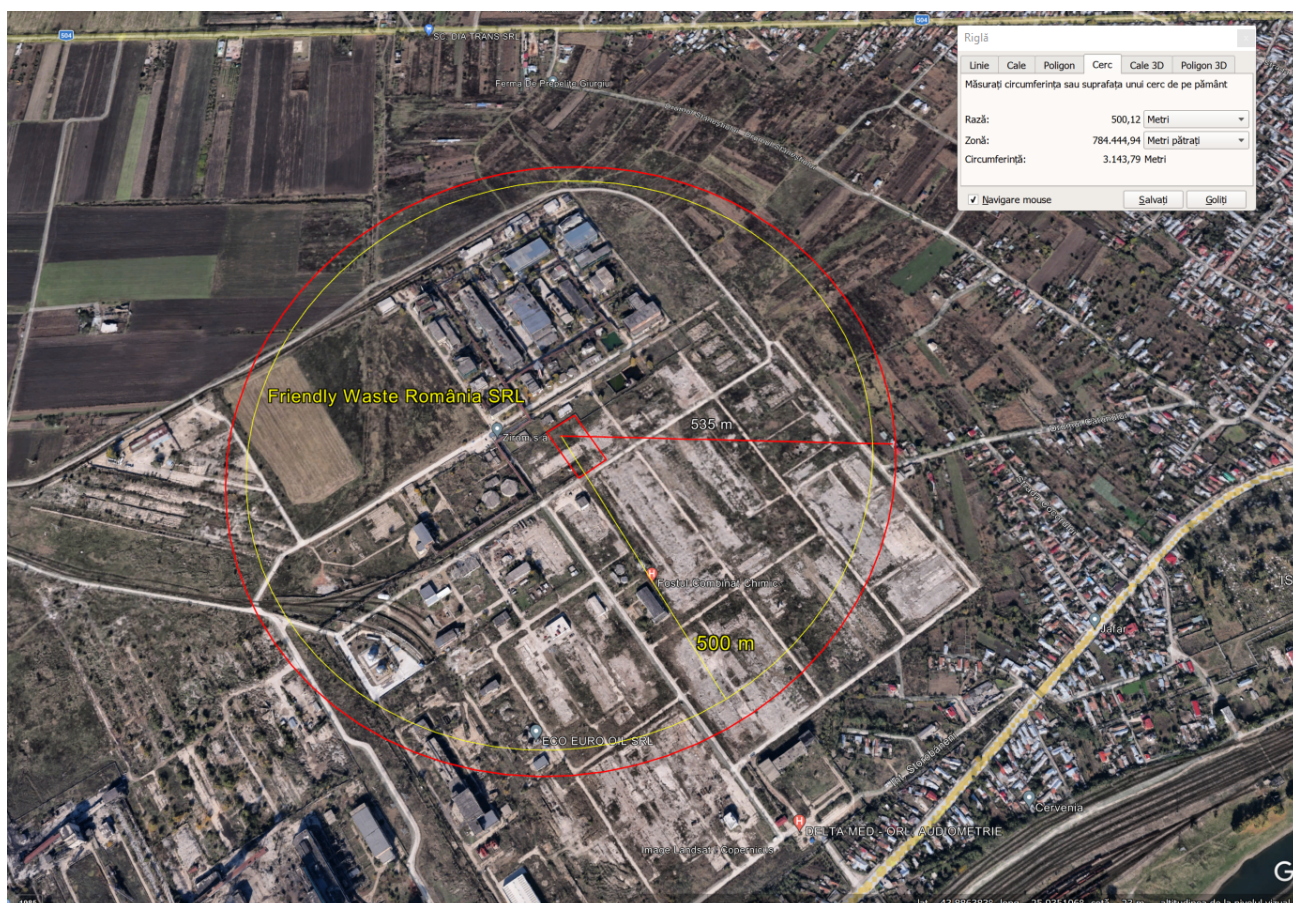 504
504
SC. DIA TRANS SRL
Ferma De Prepelițe Giurgiu
Riglă
Linie
Cale
Poligon
Cerc
Cale 3D
Poligon 3D
Măsurați circumferința sau suprafața unui cerc de pe pământ
Rază:
500,12
Metri
Zonă:
784.444,94
Metri pătrați
Circumferință:
3.143,79 Metri
Navigare mouse
Salvați
Goliți
Friendly Waste România SRL
Zirom s.a
535 m
Fostul Combinat Chimic
500 m
Jafar
ECO EURO OIL SRL
Cervenia
DELTA MED - ORL / AUDIOMETRIE
Image Landsat / Copernicus
G
1985